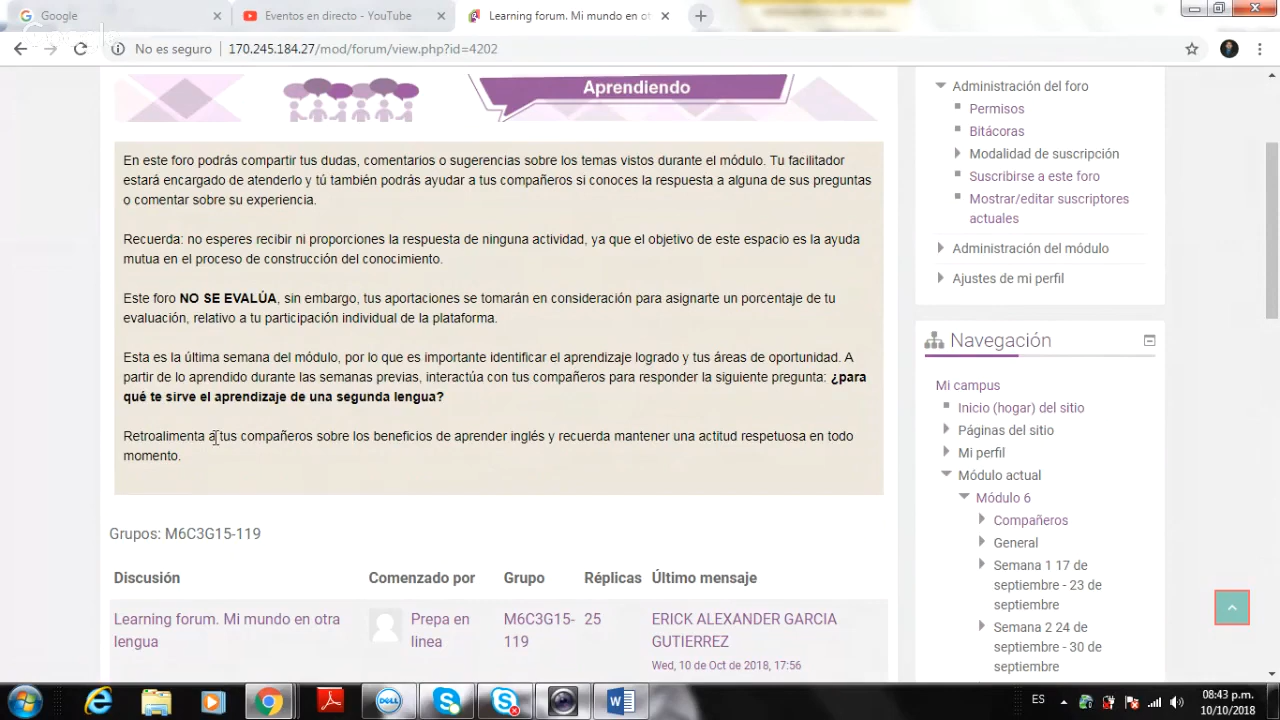 Google
Eventos en directo - YouTube
Learning forum. Mi mundo en ot
No es seguro
170.245.184.27/mod/forum/view.php?id=4202
Aprendiendo
En este foro podrás compartir tus dudas, comentarios o sugerencias sobre los temas vistos durante el módulo. Tu facilitador
estará encargado de atenderlo y tú también podrás ayudar a tus compañeros si conoces la respuesta a alguna de sus preguntas
o comentar sobre su experiencia.
Recuerda: no esperes recibir ni proporciones la respuesta de ninguna actividad, ya que el objetivo de este espacio es la ayuda
mutua en el proceso de construcción del conocimiento.
Este foro NO SE EVALÚA, sin embargo, tus aportaciones se tomarán en consideración para asignarte un porcentaje de tu
evaluación, relativo a tu participación individual de la plataforma.
Esta es la última semana del módulo, por lo que es importante identificar el aprendizaje logrado y tus áreas de oportunidad. A
partir de lo aprendido durante las semanas previas, interactúa con tus compañeros para responder la siguiente pregunta: ¿para
qué te sirve el aprendizaje de una segunda lengua?
Retroalimenta a tus compañeros sobre los beneficios de aprender inglés y recuerda mantener una actitud respetuosa en todo
momento.
Grupos: M6C3G15-119
Discusión
Comenzado por
Grupo
Réplicas
Último mensaje
Learning forum. Mi mundo en otra
lengua
Prepa en
linea
M6C3G15-
119
25
ERICK ALEXANDER GARCIA
GUTIERREZ
Wed, 10 de Oct de 2018, 17:56
Administración del foro
Permisos
Bitácoras
Modalidad de suscripción
Suscribirse a este foro
Mostrar/editar suscriptores
actuales
Administración del módulo
Ajustes de mi perfil
Navegación
Mi campus
Inicio (hogar) del sitio
Páginas del sitio
Mi perfil
Módulo actual
Módulo 6
Compañeros
General
Semana 1 17 de
septiembre - 23 de
septiembre
Semana 2 24 de
septiembre - 30 de
septiembre
DELL
ES
08:43 p.m.
10/10/2018